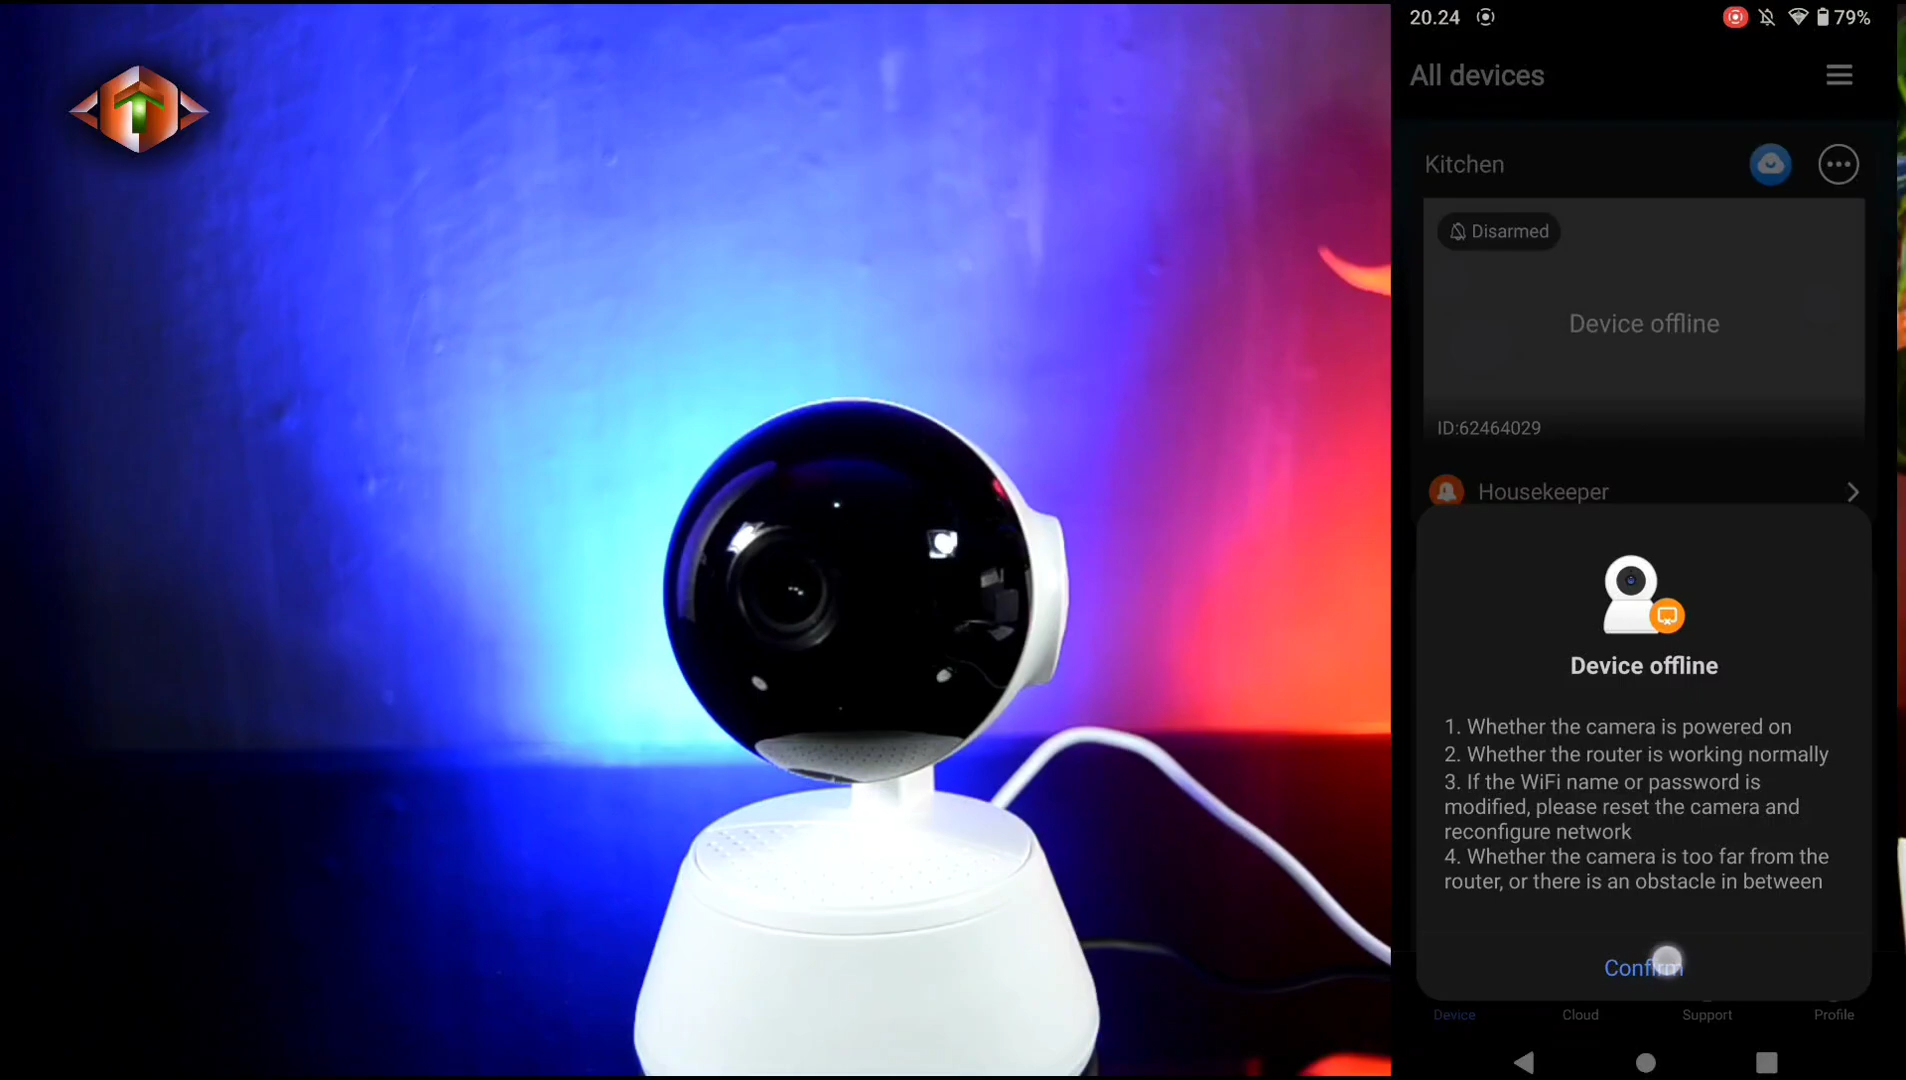 20.24
79%
All devices
Kitchen
Disarmed
Device offline
ID:62464029
Housekeeper
Device offline
1. Whether the camera is powered on
2. Whether the router is working normally
3. If the WiFi name or password is
modified, please reset the camera and
reconfigure network
4. Whether the camera is too far from the
router, or there is an obstacle in between
Confirm
Device
Cloud
Support
Profile